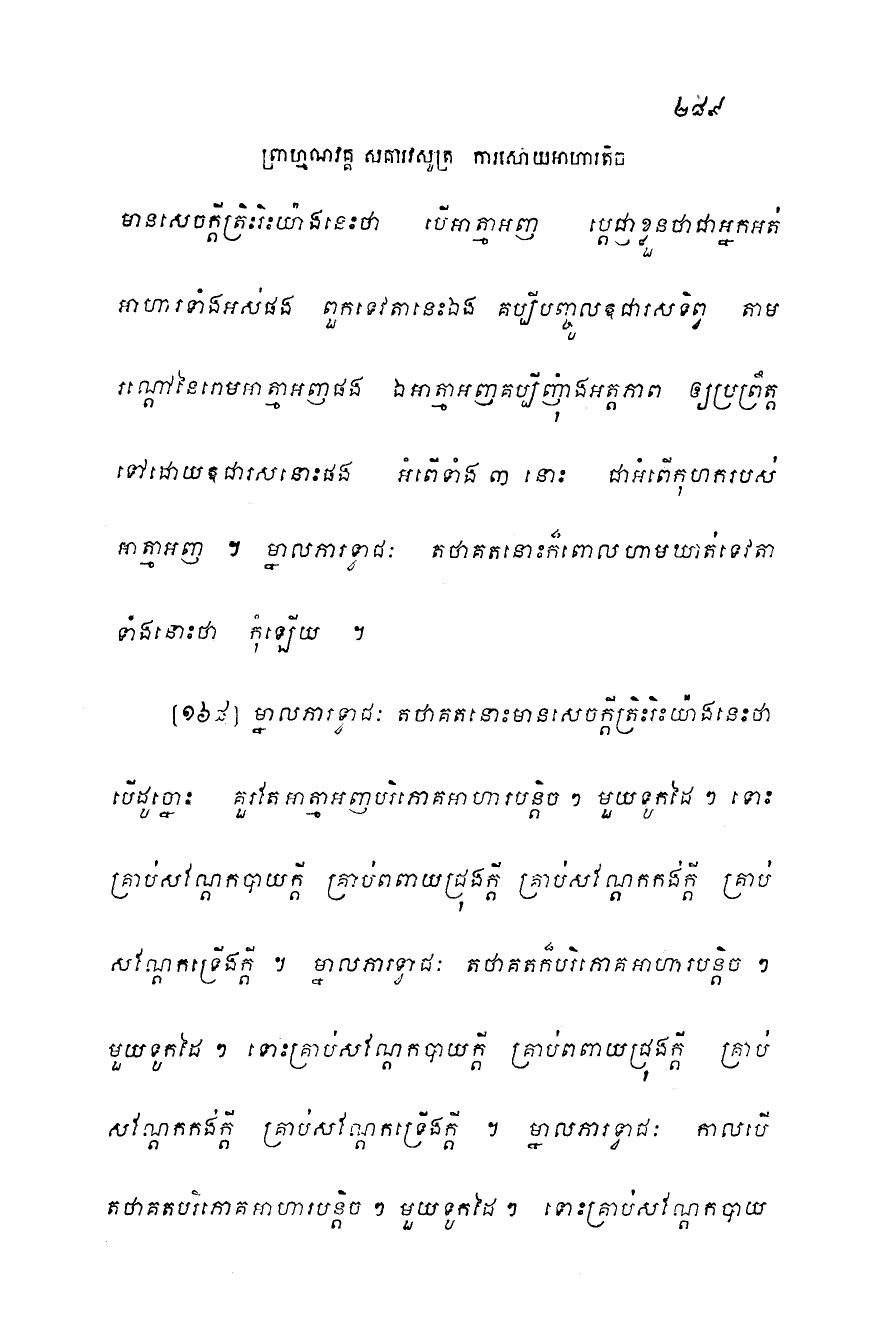 ២៨៩
ព្រាហ្មណវគ្គ សគារវសូត្រ ការសោយអាហារតិច
មានសេចក្តីត្រិះរិះយ៉ាងនេះថា បើអាត្មាអញ ប្តេជ្ញាខ្លួនថាជាអ្នកអត់
អាហារទាំងអស់ផង ពួកទេវតានេះឯង គប្បីបញ្ចូលឱជារសទិព្វ តាម
រណ្តៅនៃរោមអាត្មាអញផង ឯអាត្មាអញគប្បីញុំាងអត្តភាព ឲ្យប្រព្រឹត្ត
ទៅដោយឱជារសនោះផង អំពើទាំង ៣ នោះ ជាអំពើកុហករបស់
អាត្មាអញ ។ ម្នាលភារទ្វាជៈ តថាគតនោះក៏ពោលហាមឃាត់ទេវតា
ទាំងនោះថា កុំឡើយ ។
[១៦៨] ម្នាលភារទ្វាជៈ តថាគតនោះមានសេចក្តីត្រិះរិះយ៉ាងនេះថា
បើដូច្នោះ គួរតែអាត្មាអញបរិភោគអាហារបន្តិច ៗ មួយទូកដៃ ៗ ទោះ
គ្រាប់សណ្តែកបាយក្តី គ្រាប់ពពាយជ្រុងក្តី គ្រាប់សណ្តែកកង់ក្តី គ្រាប់
សណ្តែកទ្រើងក្តី ។ ម្នាលភារទ្វាជៈ តថាគតក៏បរិភោគអាហារបន្តិច ៗ
មួយទូកដៃ ៗ ទោះគ្រាប់សណ្តែកបាយក្តី គ្រាប់ពពាយជ្រុងក្តី គ្រាប់
សណ្តែកកង់ក្តី គ្រាប់សណ្តែកទ្រើងក្តី ។ ម្នាលភារទ្វាជៈ កាលបើ
តថាគតបរិភោគអាហារបន្តិច ៗ មួយទូកដៃ ៗ ទោះគ្រាប់សណ្តែកបាយ